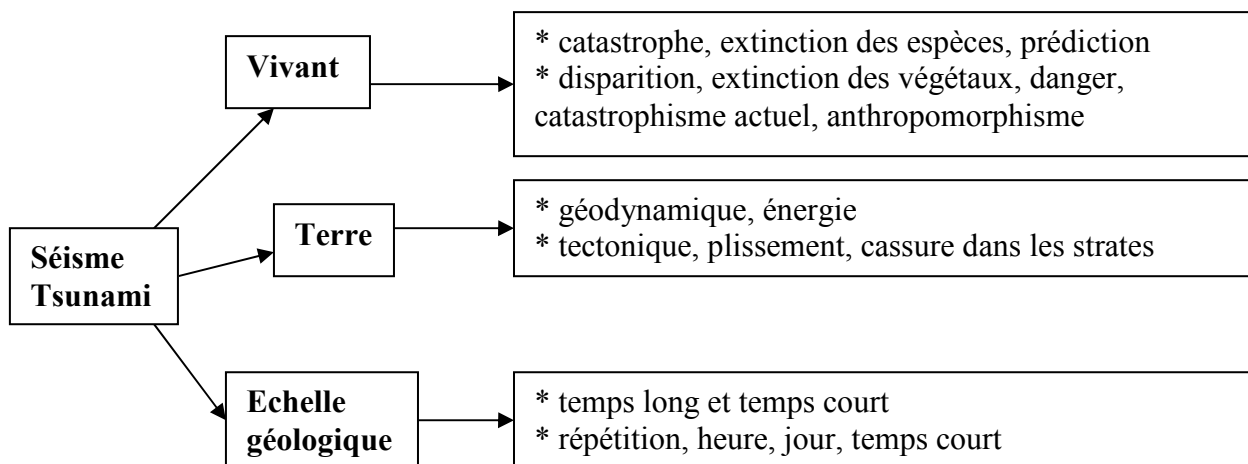 Vivant
* catastrophe, extinction des espèces, prédiction
* disparition, extinction des végétaux, danger,
catastrophisme actuel, anthropomorphisme
Terre
* géodynamique, énergie
* tectonique, plissement, cassure dans les strates
Séisme
Tsunami
Echelle
géologique
* temps long et temps court
* répétition, heure, jour, temps court